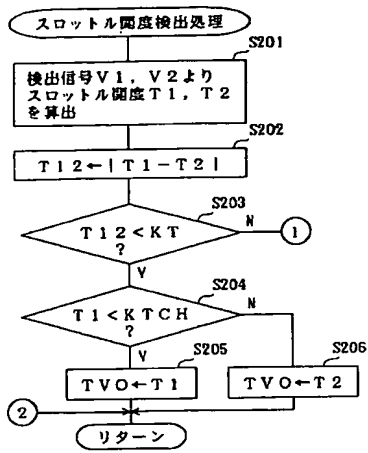 スロットル開度検出処理
S201
検出信号V1,V2より
スロットル開度T1,T2
を算出
S202
T12←|T1-T2|
S203
T12<KT
?
N
1
Y
S204
T1<KTCH
?
N
Y
S205
TVO←T1
S206
TVO←T2
2
リターン